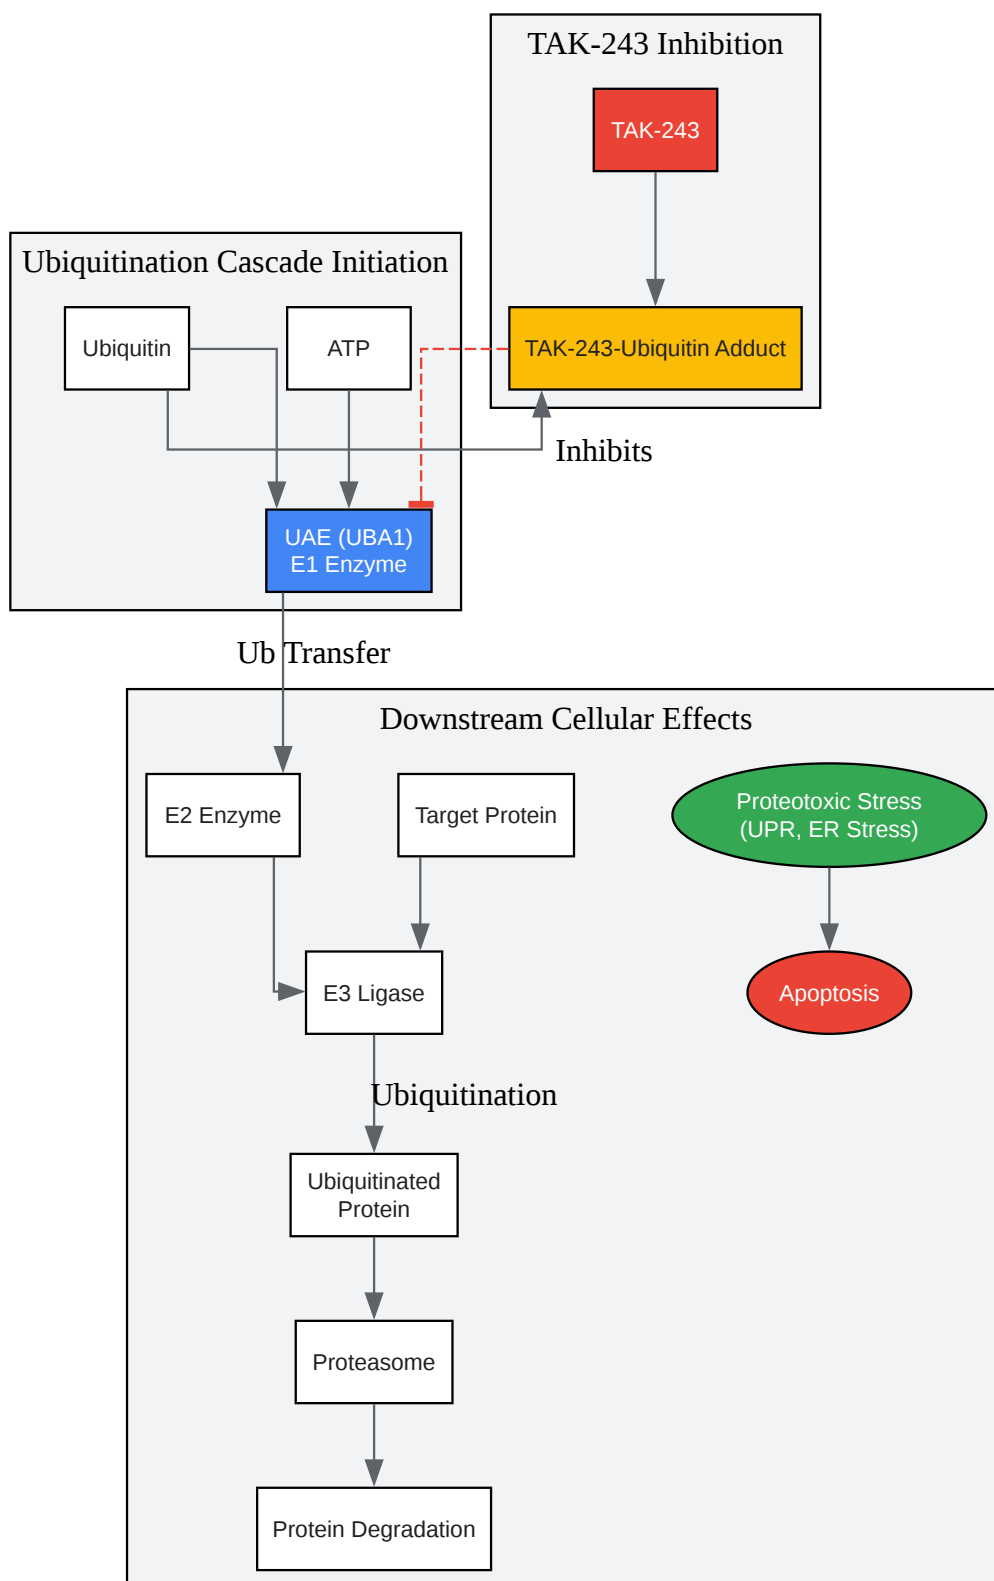 TAK-243 Inhibition
TAK-243
Ubiquitination Cascade Initiation
Ubiquitin
ATP
TAK-243-Ubiquitin Adduct
Inhibits
UAE (UBA1)
E1 Enzyme
Ub Transfer
Downstream Cellular Effects
E2 Enzyme
Target Protein
Proteotoxic Stress
(UPR, ER Stress)
E3 Ligase
Apoptosis
Ubiquitination
Ubiquitinated
Protein
Proteasome
Protein Degradation